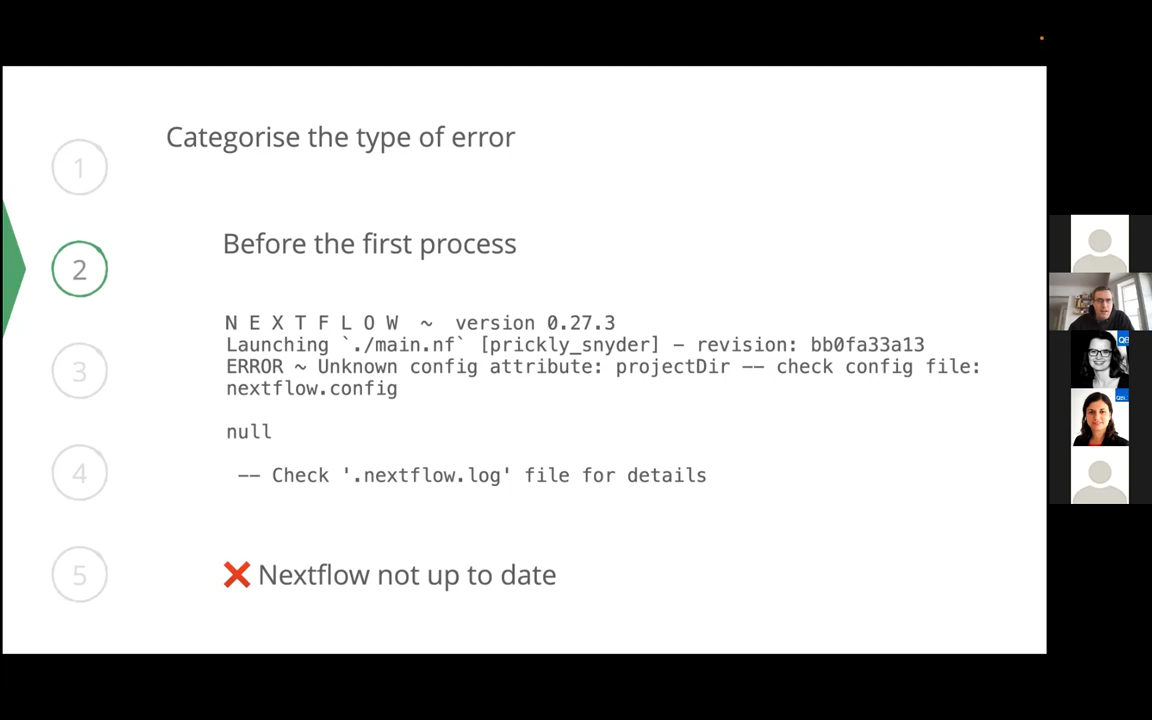 Categorise the type of error
1
Before the first process
2
N E X T F L O W ~ version 0.27.3
Launching `./main.nf` [prickly_snyder] – revision: bb0fa33a13
ERROR ~ Unknown config attribute: projectDir –– check config file:
nextflow.config
3
null
4
–– Check '.nextflow.log' file for details
5
❌ Nextflow not up to date